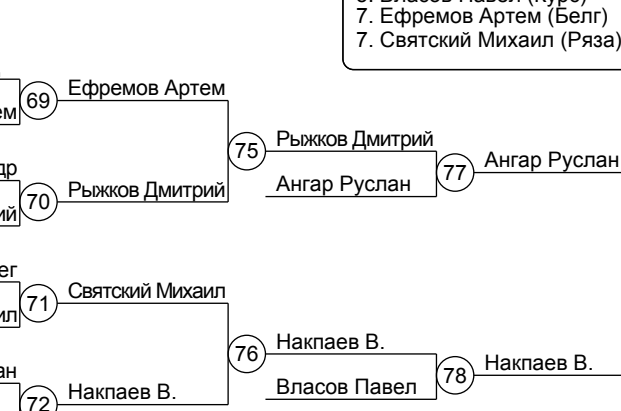 7. Ефремов Артем (Белг)
7. Святский Михаил (Ряза)
69
Ефремов Артем
75
Рыжков Дмитрий
Ангар Руслан
77
Ангар Руслан
70
Рыжков Дмитрий
71
Святский Михаил
76
Накпаев В.
Власов Павел
78
Накпаев В.
72
Накпаев В.